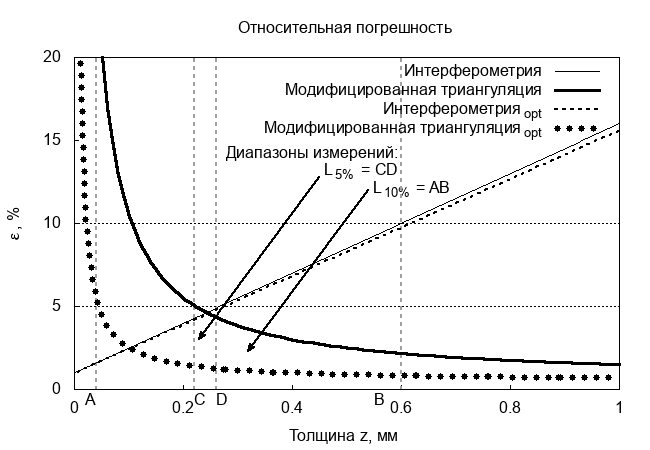 Относительная погрешность
20
15
10
5
0
ε, %
Интерферометрия
Модифицированная триангуляция
Интерферометрия opt
Модифицированная триангуляция opt
Диапазоны измерений:
L 5% = CD
L 10% = AB
0 A 0.2 C D 0.4 B 0.6 0.8 1
Толщина z, мм